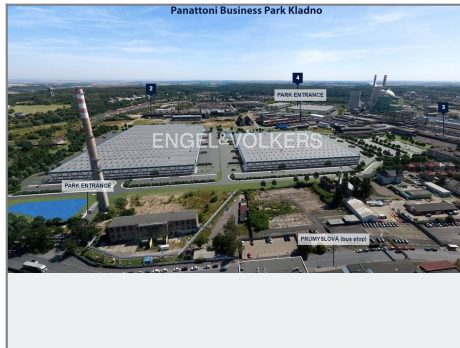 Panattoni Business Park Kladno
4
2
PARK ENTRANCE
3
ENGEL&VÖLKERS
PARK ENTRANCE
PRŮMYSLOVÁ (bus stop)